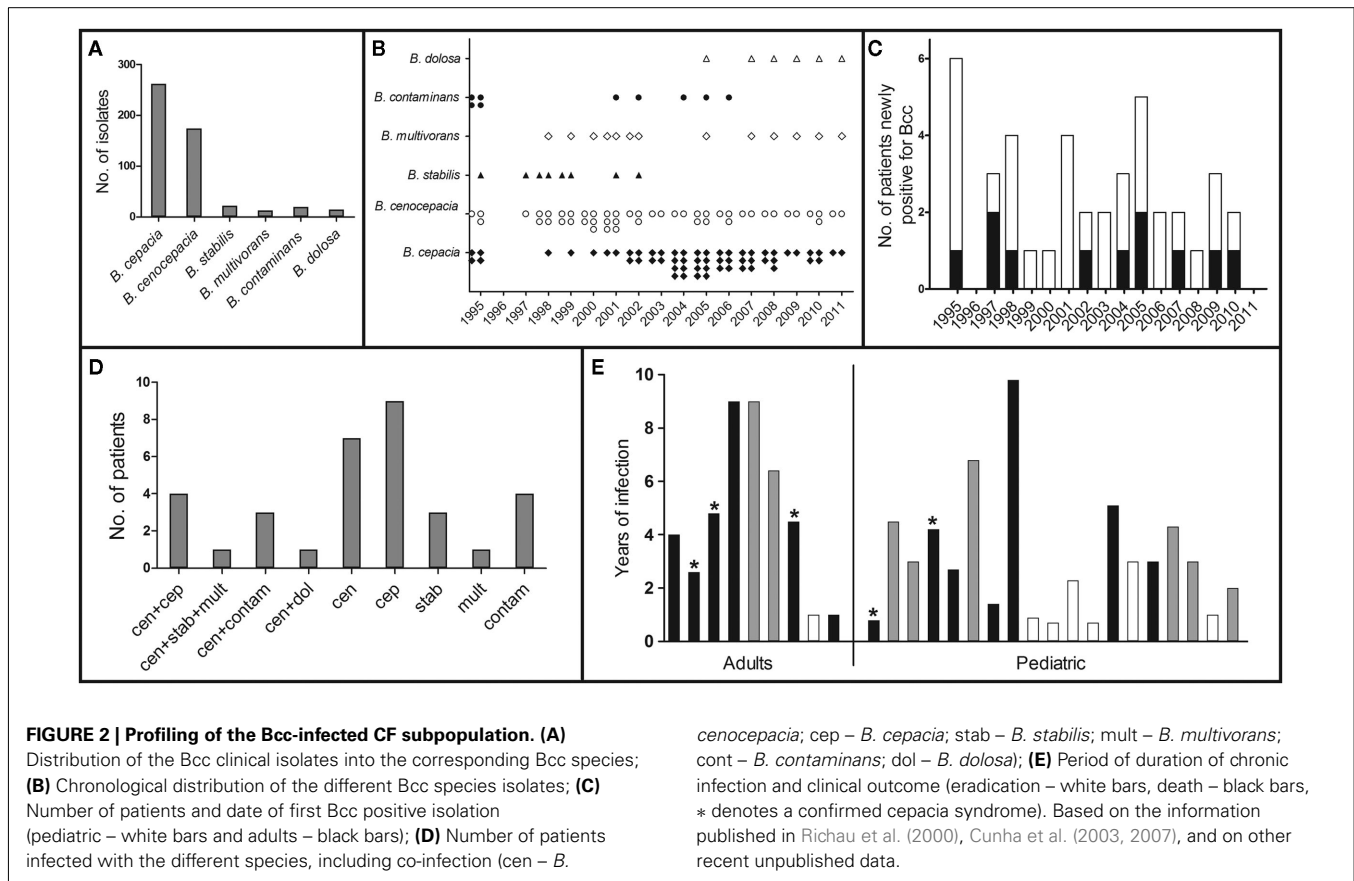 A
No. of isolates
300
200
100
0
B. cepacia
B. cenocepacia
B. stabilis
B. multivorans
B. contaminans
B. dolosa
B
B. dolosa
B. contaminans
B. multivorans
B. stabilis
B. cenocepacia
B. cepacia
1995
1996
1997
1998
1999
2000
2001
2002
2003
2004
2005
2006
2007
2008
2009
2010
2011
C
No. of patients newly
positive for Bcc
6
4
2
0
1995
1996
1997
1998
1999
2000
2001
2002
2003
2004
2005
2006
2007
2008
2009
2010
2011
D
No. of patients
10
8
6
4
2
0
cen+cep
cen+stab+mult
cen+contam
cen+dol
cen
cep
stab
mult
contam
E
Years of infection
10
8
6
4
2
0
*
*
*
*
*
Adults
Pediatric
FIGURE 2 | Profiling of the Bcc-infected CF subpopulation. (A)
Distribution of the Bcc clinical isolates into the corresponding Bcc species;
(B) Chronological distribution of the different Bcc species isolates; (C)
Number of patients and date of first Bcc positive isolation
(pediatric – white bars and adults – black bars); (D) Number of patients
infected with the different species, including co-infection (cen – B.
cenocepacia; cep – B. cepacia; stab – B. stabilis; mult – B. multivorans;
cont – B. contaminans; dol – B. dolosa); (E) Period of duration of chronic
infection and clinical outcome (eradication – white bars, death – black bars,
* denotes a confirmed cepacia syndrome). Based on the information
published in Richau et al. (2000), Cunha et al. (2003, 2007), and on other
recent unpublished data.